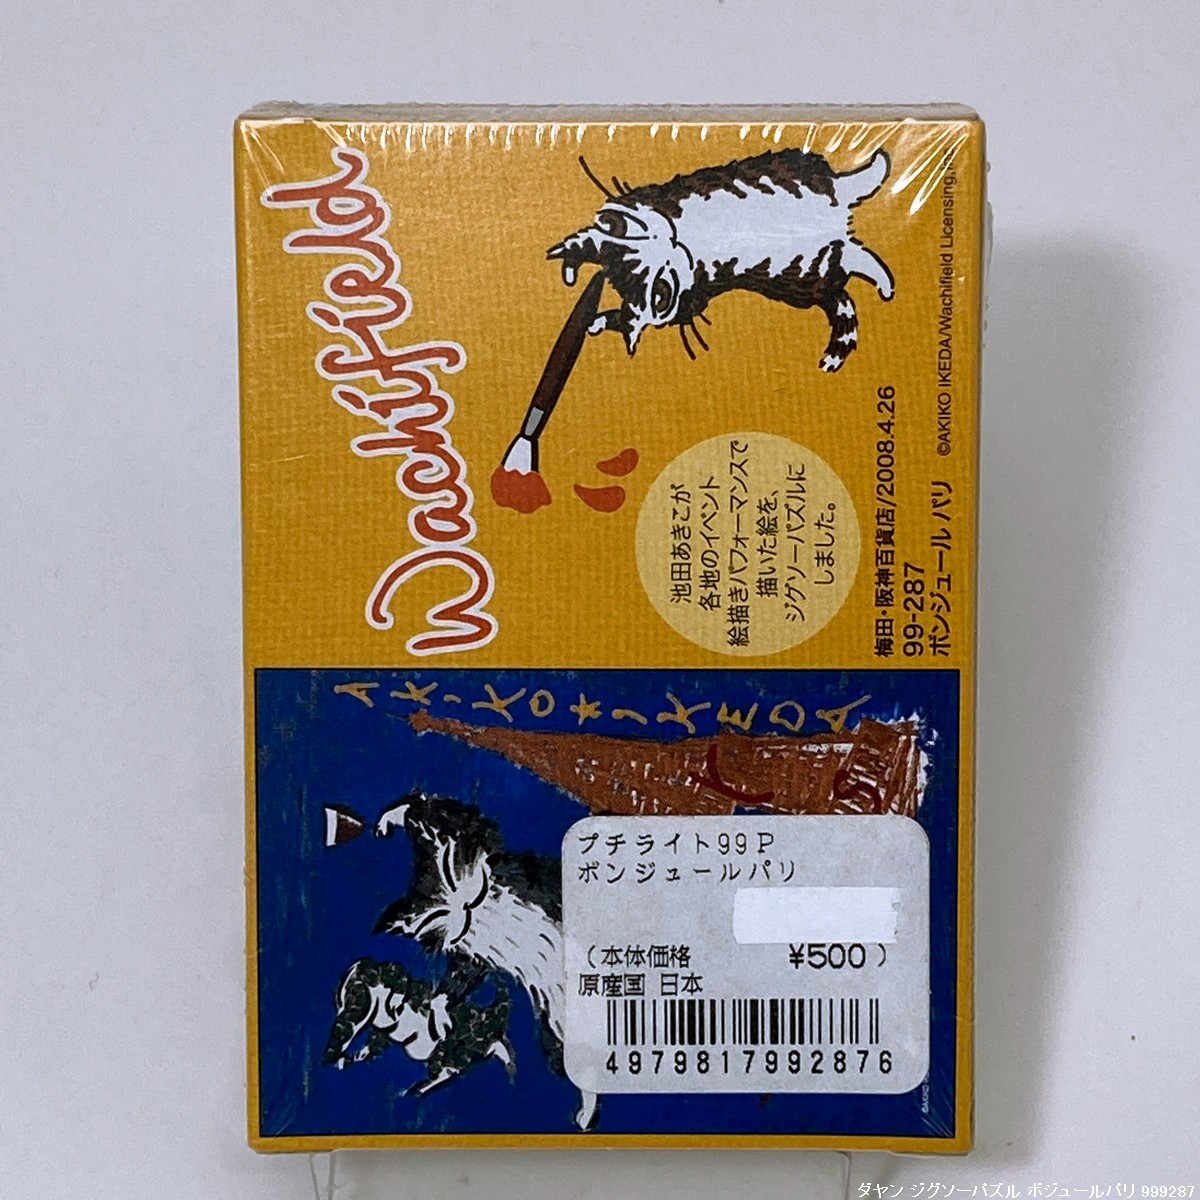 Wachifield
池田あきこが
各地のイベント
絵描きパフォーマンスで
描いた絵を、
ジグソーパズルに
しました。
梅田・阪神百貨店/2008.4.26
99-287
ボンジュール パリ
©AKIKO IKEDA/Wachifield Licensing,
AKIKO★IKEDA
プチライト99P
ボンジュールパリ
(本体価格 ¥500)
原産国 日本
4979817992876
ダヤン ジグソーパズル ボジュールパリ 999287